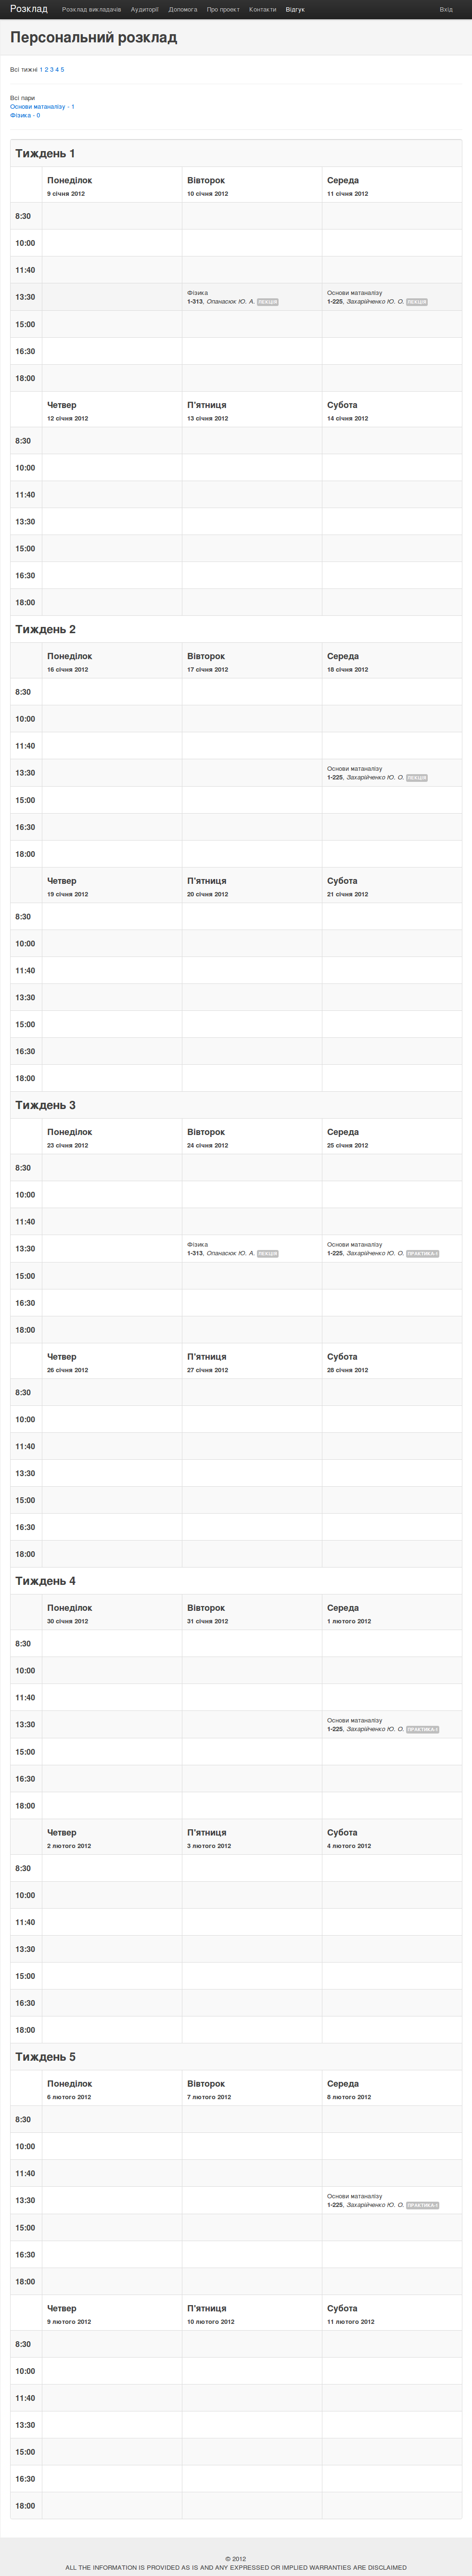 Розклад Розклад викладачів Аудиторії Допомога Про проект Контакти Відгук Вхід
Персональний розклад
Всі тижні 1 2 3 4 5
Всі пари
Основи матаналізу - 1
Фізика - 0
Тиждень 1
Понеділок Вівторок Середа
9 січня 2012 10 січня 2012 11 січня 2012
8:30
10:00
11:40
13:30
Фізика Основи матаналізу
1-313, Опанасюк Ю. А. ЛЕКЦІЯ 1-225, Захарійченко Ю. О. ЛЕКЦІЯ
15:00
16:30
18:00
Четвер П'ятниця Субота
12 січня 2012 13 січня 2012 14 січня 2012
8:30
10:00
11:40
13:30
15:00
16:30
18:00
Тиждень 2
Понеділок Вівторок Середа
16 січня 2012 17 січня 2012 18 січня 2012
8:30
10:00
11:40
13:30
Основи матаналізу
1-225, Захарійченко Ю. О. ЛЕКЦІЯ
15:00
16:30
18:00
Четвер П'ятниця Субота
19 січня 2012 20 січня 2012 21 січня 2012
8:30
10:00
11:40
13:30
15:00
16:30
18:00
Тиждень 3
Понеділок Вівторок Середа
23 січня 2012 24 січня 2012 25 січня 2012
8:30
10:00
11:40
13:30
Фізика Основи матаналізу
1-313, Опанасюк Ю. А. ЛЕКЦІЯ 1-225, Захарійченко Ю. О. ПРАКТИКА-1
15:00
16:30
18:00
Четвер П'ятниця Субота
26 січня 2012 27 січня 2012 28 січня 2012
8:30
10:00
11:40
13:30
15:00
16:30
18:00
Тиждень 4
Понеділок Вівторок Середа
30 січня 2012 31 січня 2012 1 лютого 2012
8:30
10:00
11:40
13:30
Основи матаналізу
1-225, Захарійченко Ю. О. ПРАКТИКА-1
15:00
16:30
18:00
Четвер П'ятниця Субота
2 лютого 2012 3 лютого 2012 4 лютого 2012
8:30
10:00
11:40
13:30
15:00
16:30
18:00
Тиждень 5
Понеділок Вівторок Середа
6 лютого 2012 7 лютого 2012 8 лютого 2012
8:30
10:00
11:40
13:30
Основи матаналізу
1-225, Захарійченко Ю. О. ПРАКТИКА-1
15:00
16:30
18:00
Четвер П'ятниця Субота
9 лютого 2012 10 лютого 2012 11 лютого 2012
8:30
10:00
11:40
13:30
15:00
16:30
18:00
© 2012
ALL THE INFORMATION IS PROVIDED AS IS AND ANY EXPRESSED OR IMPLIED WARRANTIES ARE DISCLAIMED